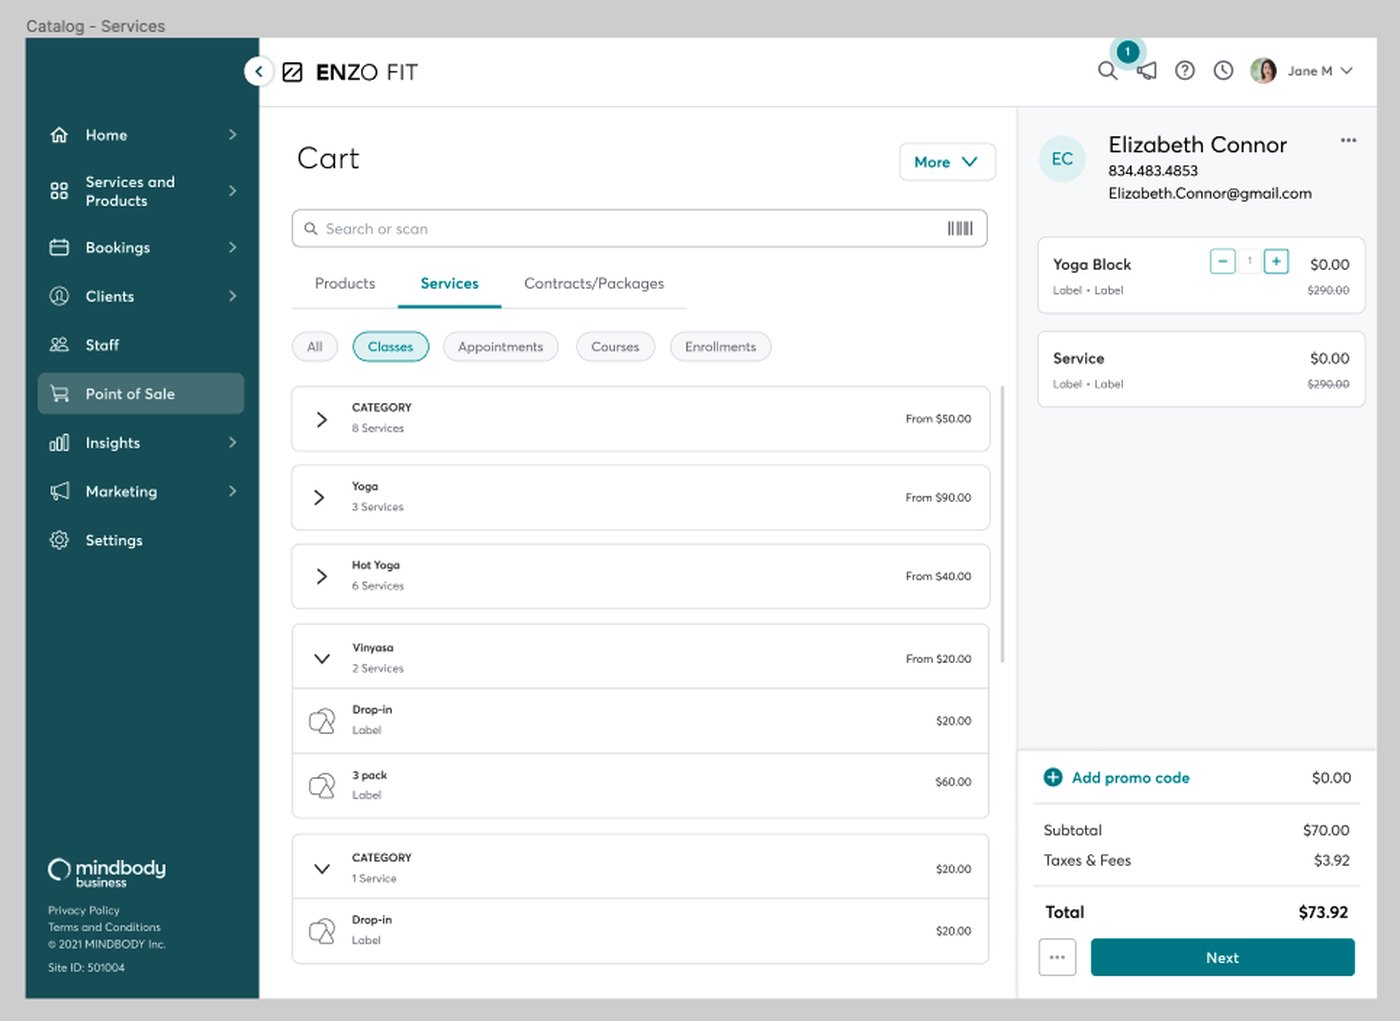 Catalog - Services
ENZO FIT
1
Jane M
Home
Services and
Products
Bookings
Clients
Staff
Point of Sale
Insights
Marketing
Settings
mindbody
business
Privacy Policy
Terms and Conditions
© 2021 MINDBODY Inc.
Site ID: 501004
Cart
More
Search or scan
Products Services Contracts/Packages
All Classes Appointments Courses Enrollments
CATEGORY
8 Services
From $50.00
Yoga
3 Services
From $90.00
Hot Yoga
6 Services
From $40.00
Vinyasa
2 Services
From $20.00
Drop-in
Label
$20.00
3 pack
Label
$60.00
CATEGORY
1 Service
$20.00
Drop-in
Label
$20.00
EC
Elizabeth Connor
834.483.4853
Elizabeth.Connor@gmail.com
Yoga Block − 1 + $0.00
Label • Label $290.00
Service $0.00
Label • Label $290.00
Add promo code $0.00
Subtotal $70.00
Taxes & Fees $3.92
Total $73.92
Next